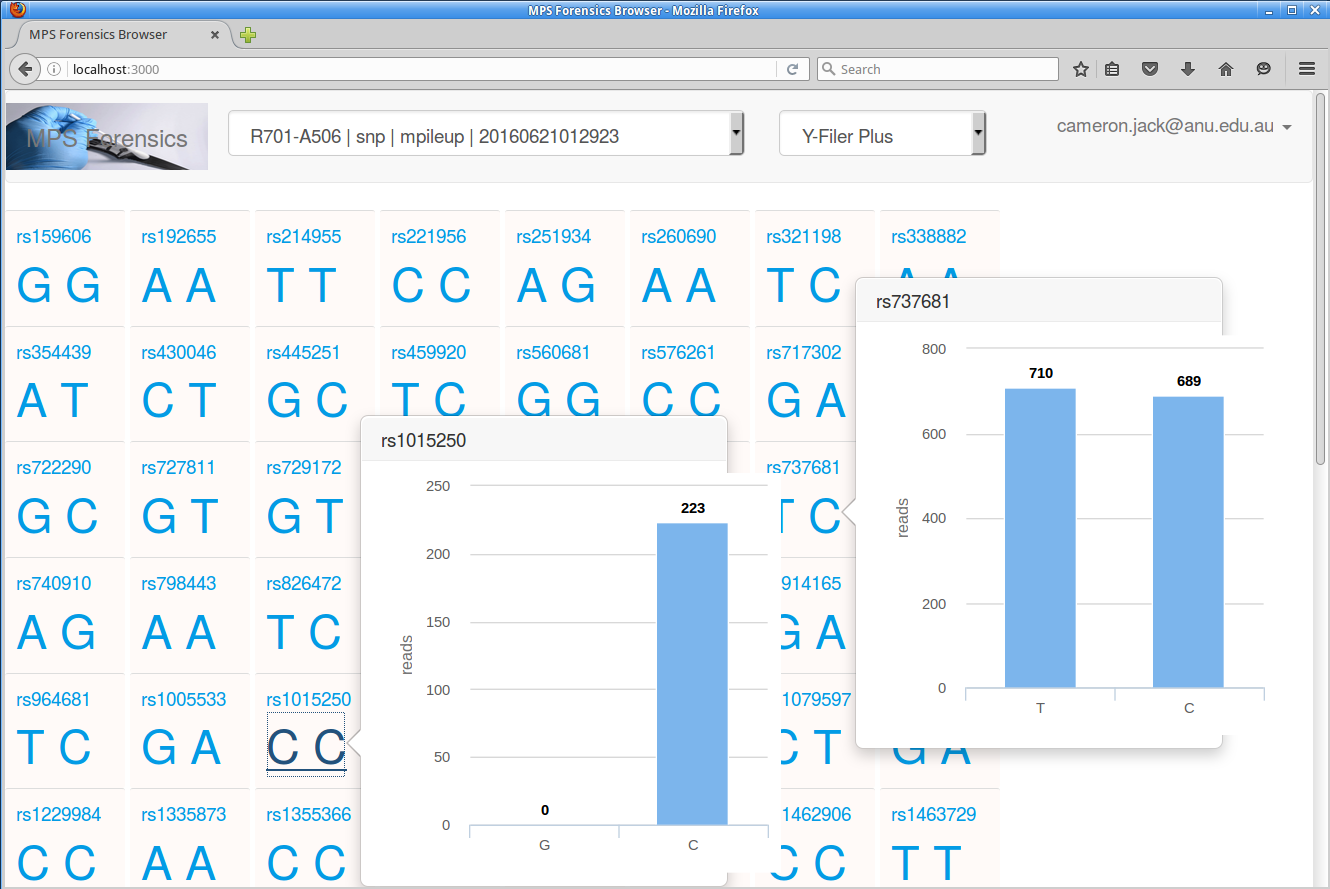 MPS Forensics Browser - Mozilla Firefox
MPS Forensics Browser
localhost:3000
Search
MPS Forensics
R701-A506 | snp | mpileup | 20160621012923
Y-Filer Plus
cameron.jack@anu.edu.au
rs159606 rs192655 rs214955 rs221956 rs251934 rs260690 rs321198 rs338882
G G A A T T C C A G A A T C A A
rs354439 rs430046 rs445251 rs459920 rs560681 rs576261 rs717302
A T C T G C T C G G C C G A
rs722290 rs727811 rs729172 rs737681
G C G T G T T C
rs740910 rs798443 rs826472 914165
A G A A T C G A
rs964681 rs1005533 rs1015250 1079597
T C G A C C C T G A
rs1229984 rs1335873 rs1355366 1462906 rs1463729
C C A A C C C C T T
rs1015250
250
200
150
100
50
0
reads
0
223
G C
rs737681
800
600
400
200
0
reads
710
689
T C